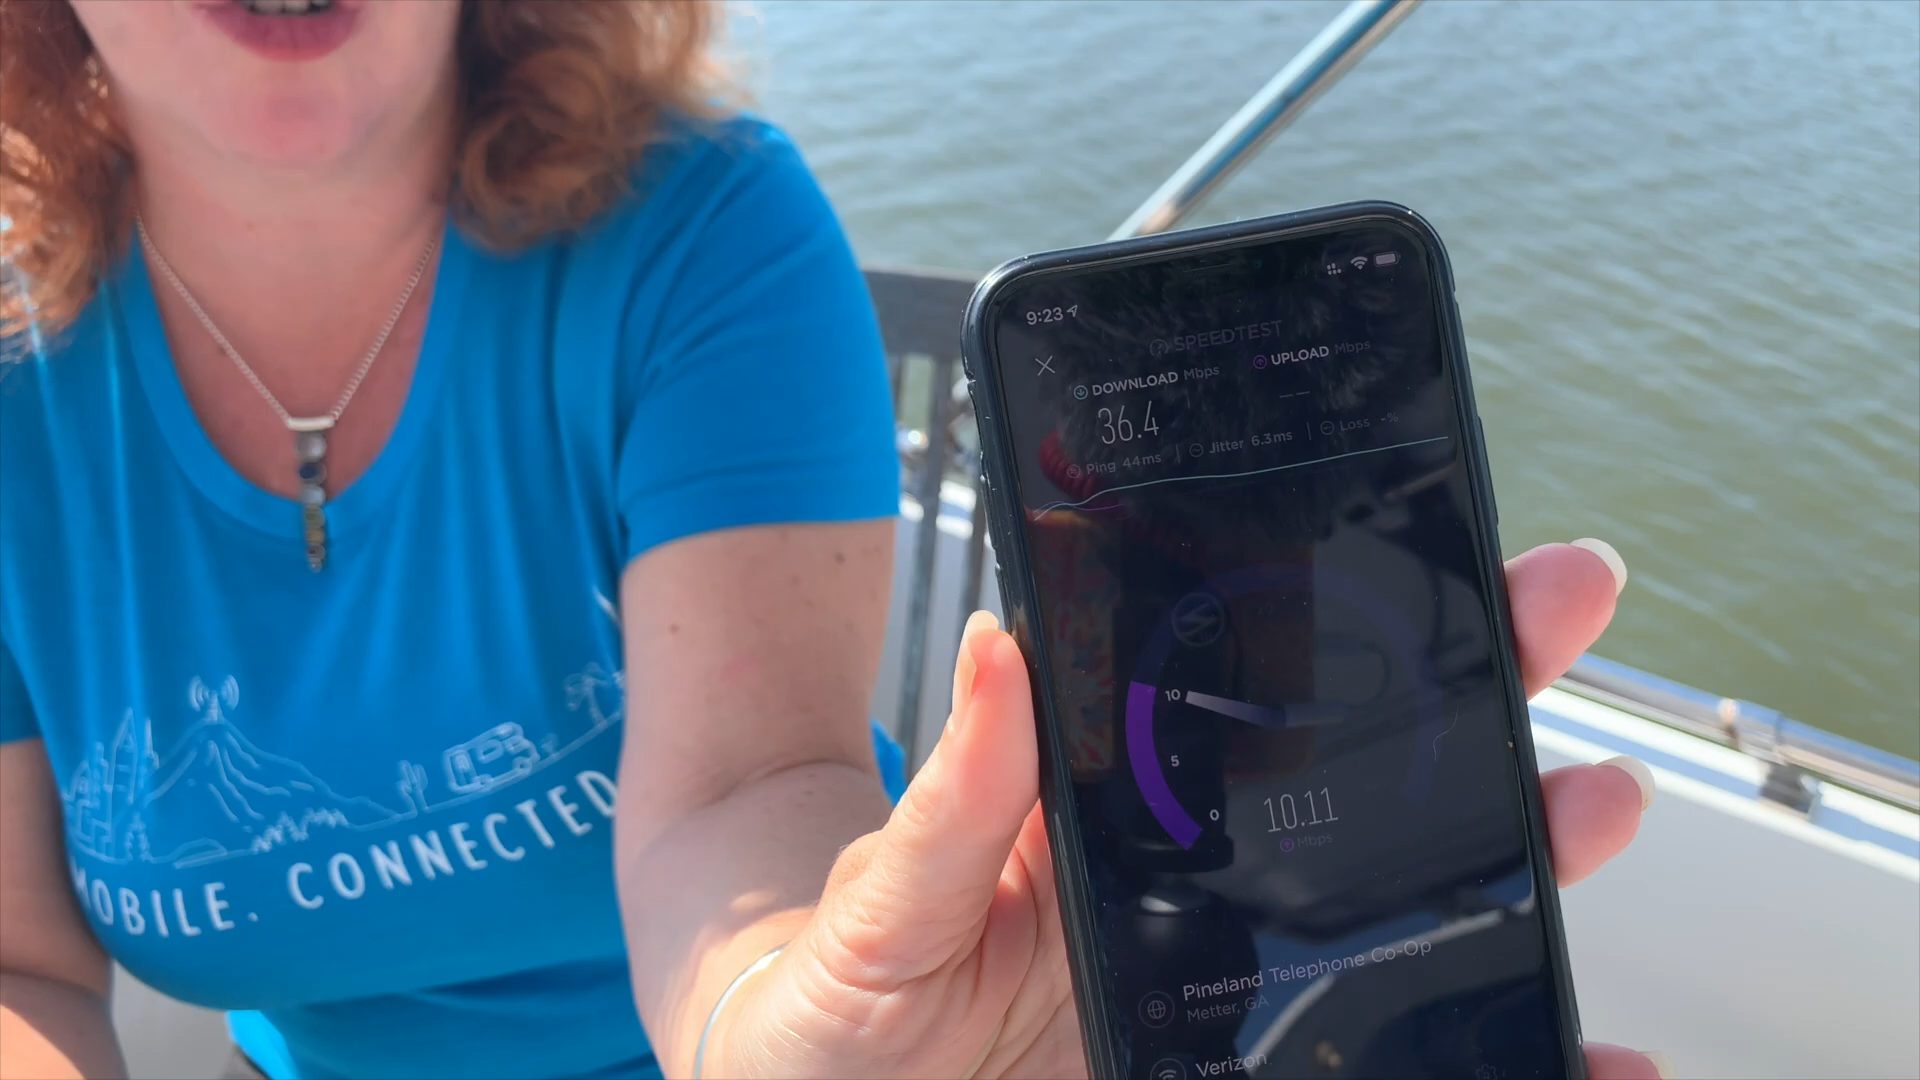 9:23
SPEEDTEST
DOWNLOAD Mbps
UPLOAD Mbps
36.4
Ping 44ms
Jitter 6.3ms
Loss -%
10
5
0
10.11
Mbps
Pineland Telephone Co-Op
Metter, GA
Verizon
MOBILE. CONNECTED